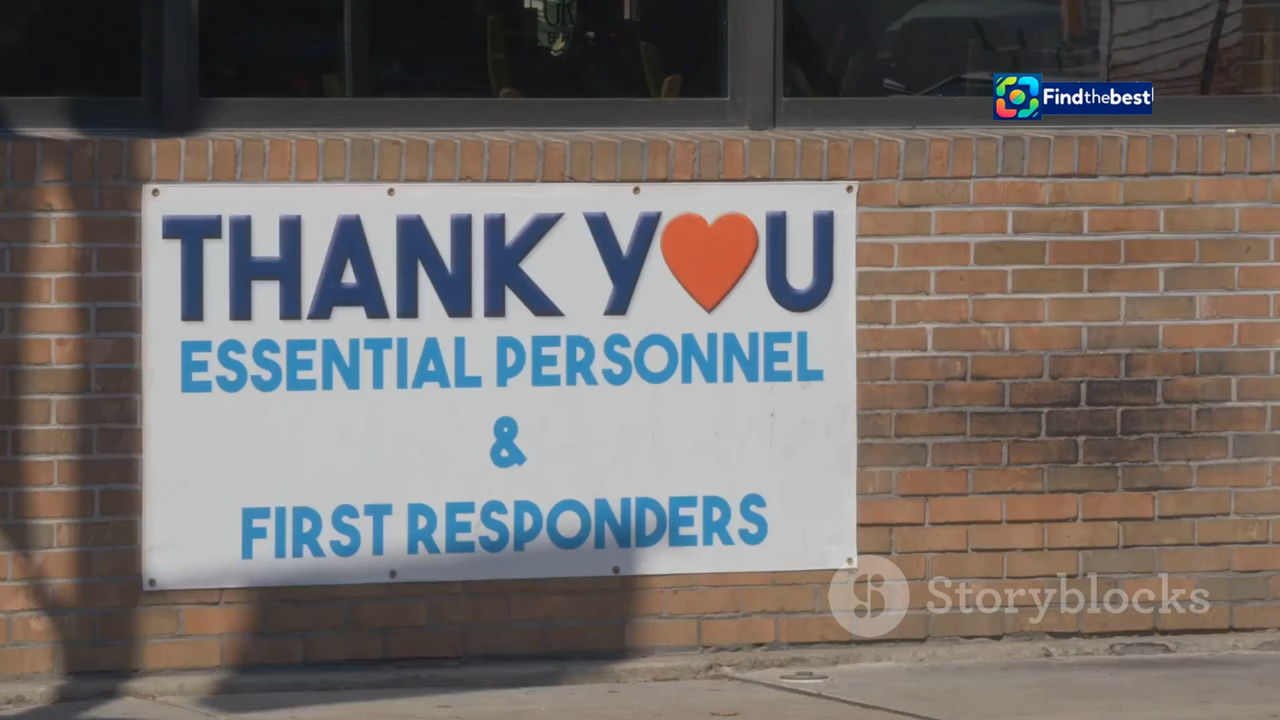 Findthebest
THANK Y♥U
ESSENTIAL PERSONNEL
&
FIRST RESPONDERS
Storyblocks